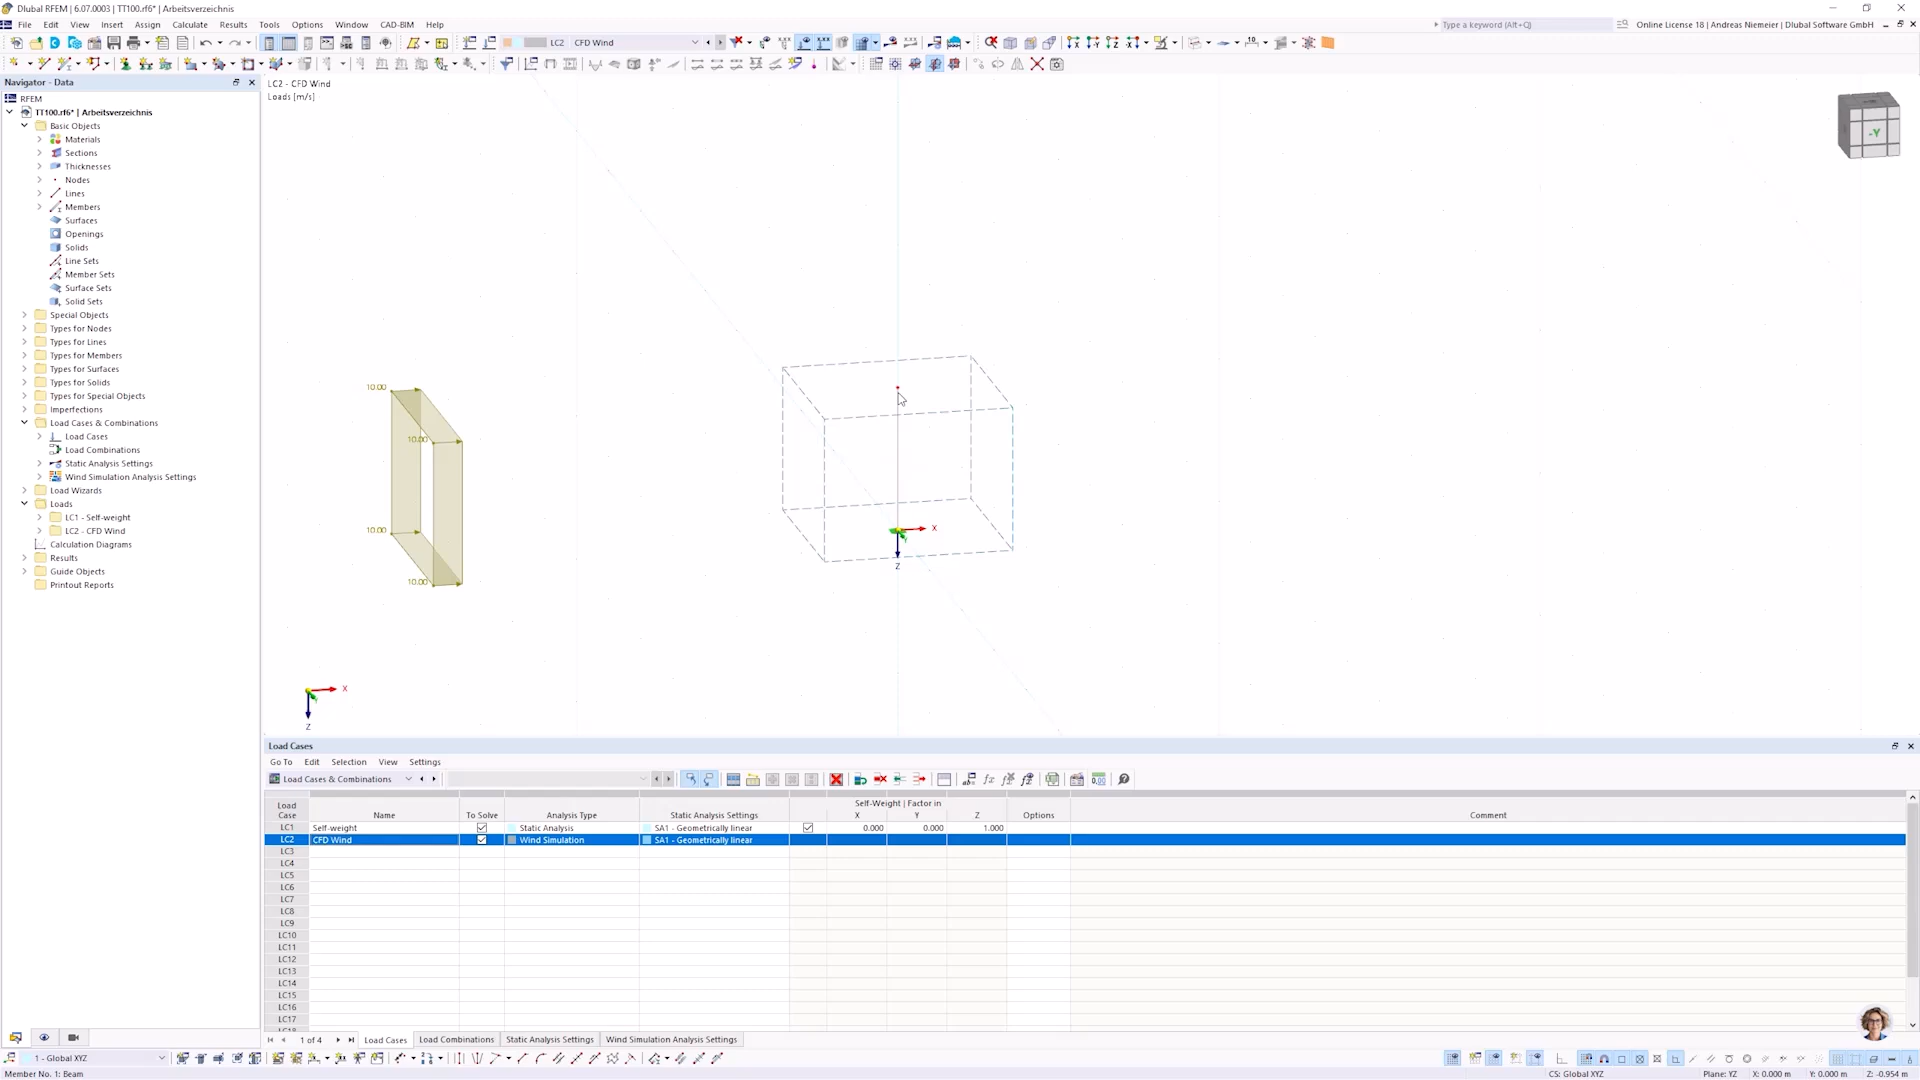 Dlubal RFEM | 6.07.0003 | TT100.rf6* | Arbeitsverzeichnis
File Edit View Insert Assign Calculate Results Tools Options Window CAD-BIM Help
Type a keyword (Alt+Q)
Online License 18 | Andreas Niemeier | Dlubal Software GmbH
LC2 CFD Wind
Navigator - Data
RFEM
TT100.rf6* | Arbeitsverzeichnis
Basic Objects
Materials
Sections
Thicknesses
Nodes
Lines
Members
Surfaces
Openings
Solids
Line Sets
Member Sets
Surface Sets
Solid Sets
Special Objects
Types for Nodes
Types for Lines
Types for Members
Types for Surfaces
Types for Solids
Types for Special Objects
Imperfections
Load Cases & Combinations
Load Cases
Load Combinations
Static Analysis Settings
Wind Simulation Analysis Settings
Load Wizards
Loads
LC1 - Self-weight
LC2 - CFD Wind
Calculation Diagrams
Results
Guide Objects
Printout Reports
LC2 - CFD Wind
Loads [m/s]
-Y
10.00
10.00
10.00
10.00
X
Z
X
Z
Load Cases
Go To Edit Selection View Settings
Load Cases & Combinations
Load Case Name To Solve Analysis Type Static Analysis Settings Self-Weight | Factor in X Y Z Options Comment
LC1 Self-weight Static Analysis SA1 - Geometrically linear 0.000 0.000 1.000
LC2 CFD Wind Wind Simulation SA1 - Geometrically linear
LC3
LC4
LC5
LC6
LC7
LC8
LC9
LC10
LC11
LC12
LC13
LC14
LC15
LC16
LC17
1 of 4 Load Cases Load Combinations Static Analysis Settings Wind Simulation Analysis Settings
1 - Global XYZ
Member No. 1: Beam
CS: Global XYZ Plane: YZ X: 0.000 m Y: 0.000 m Z: -0.954 m